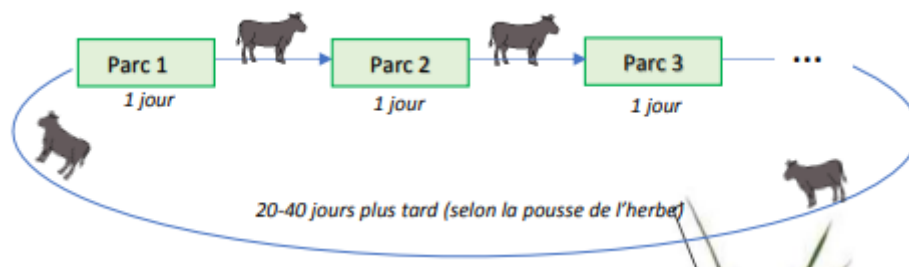 Parc 1 Parc 2 Parc 3 ...
1 jour 1 jour 1 jour
20-40 jours plus tard (selon la pousse de l'herbe)